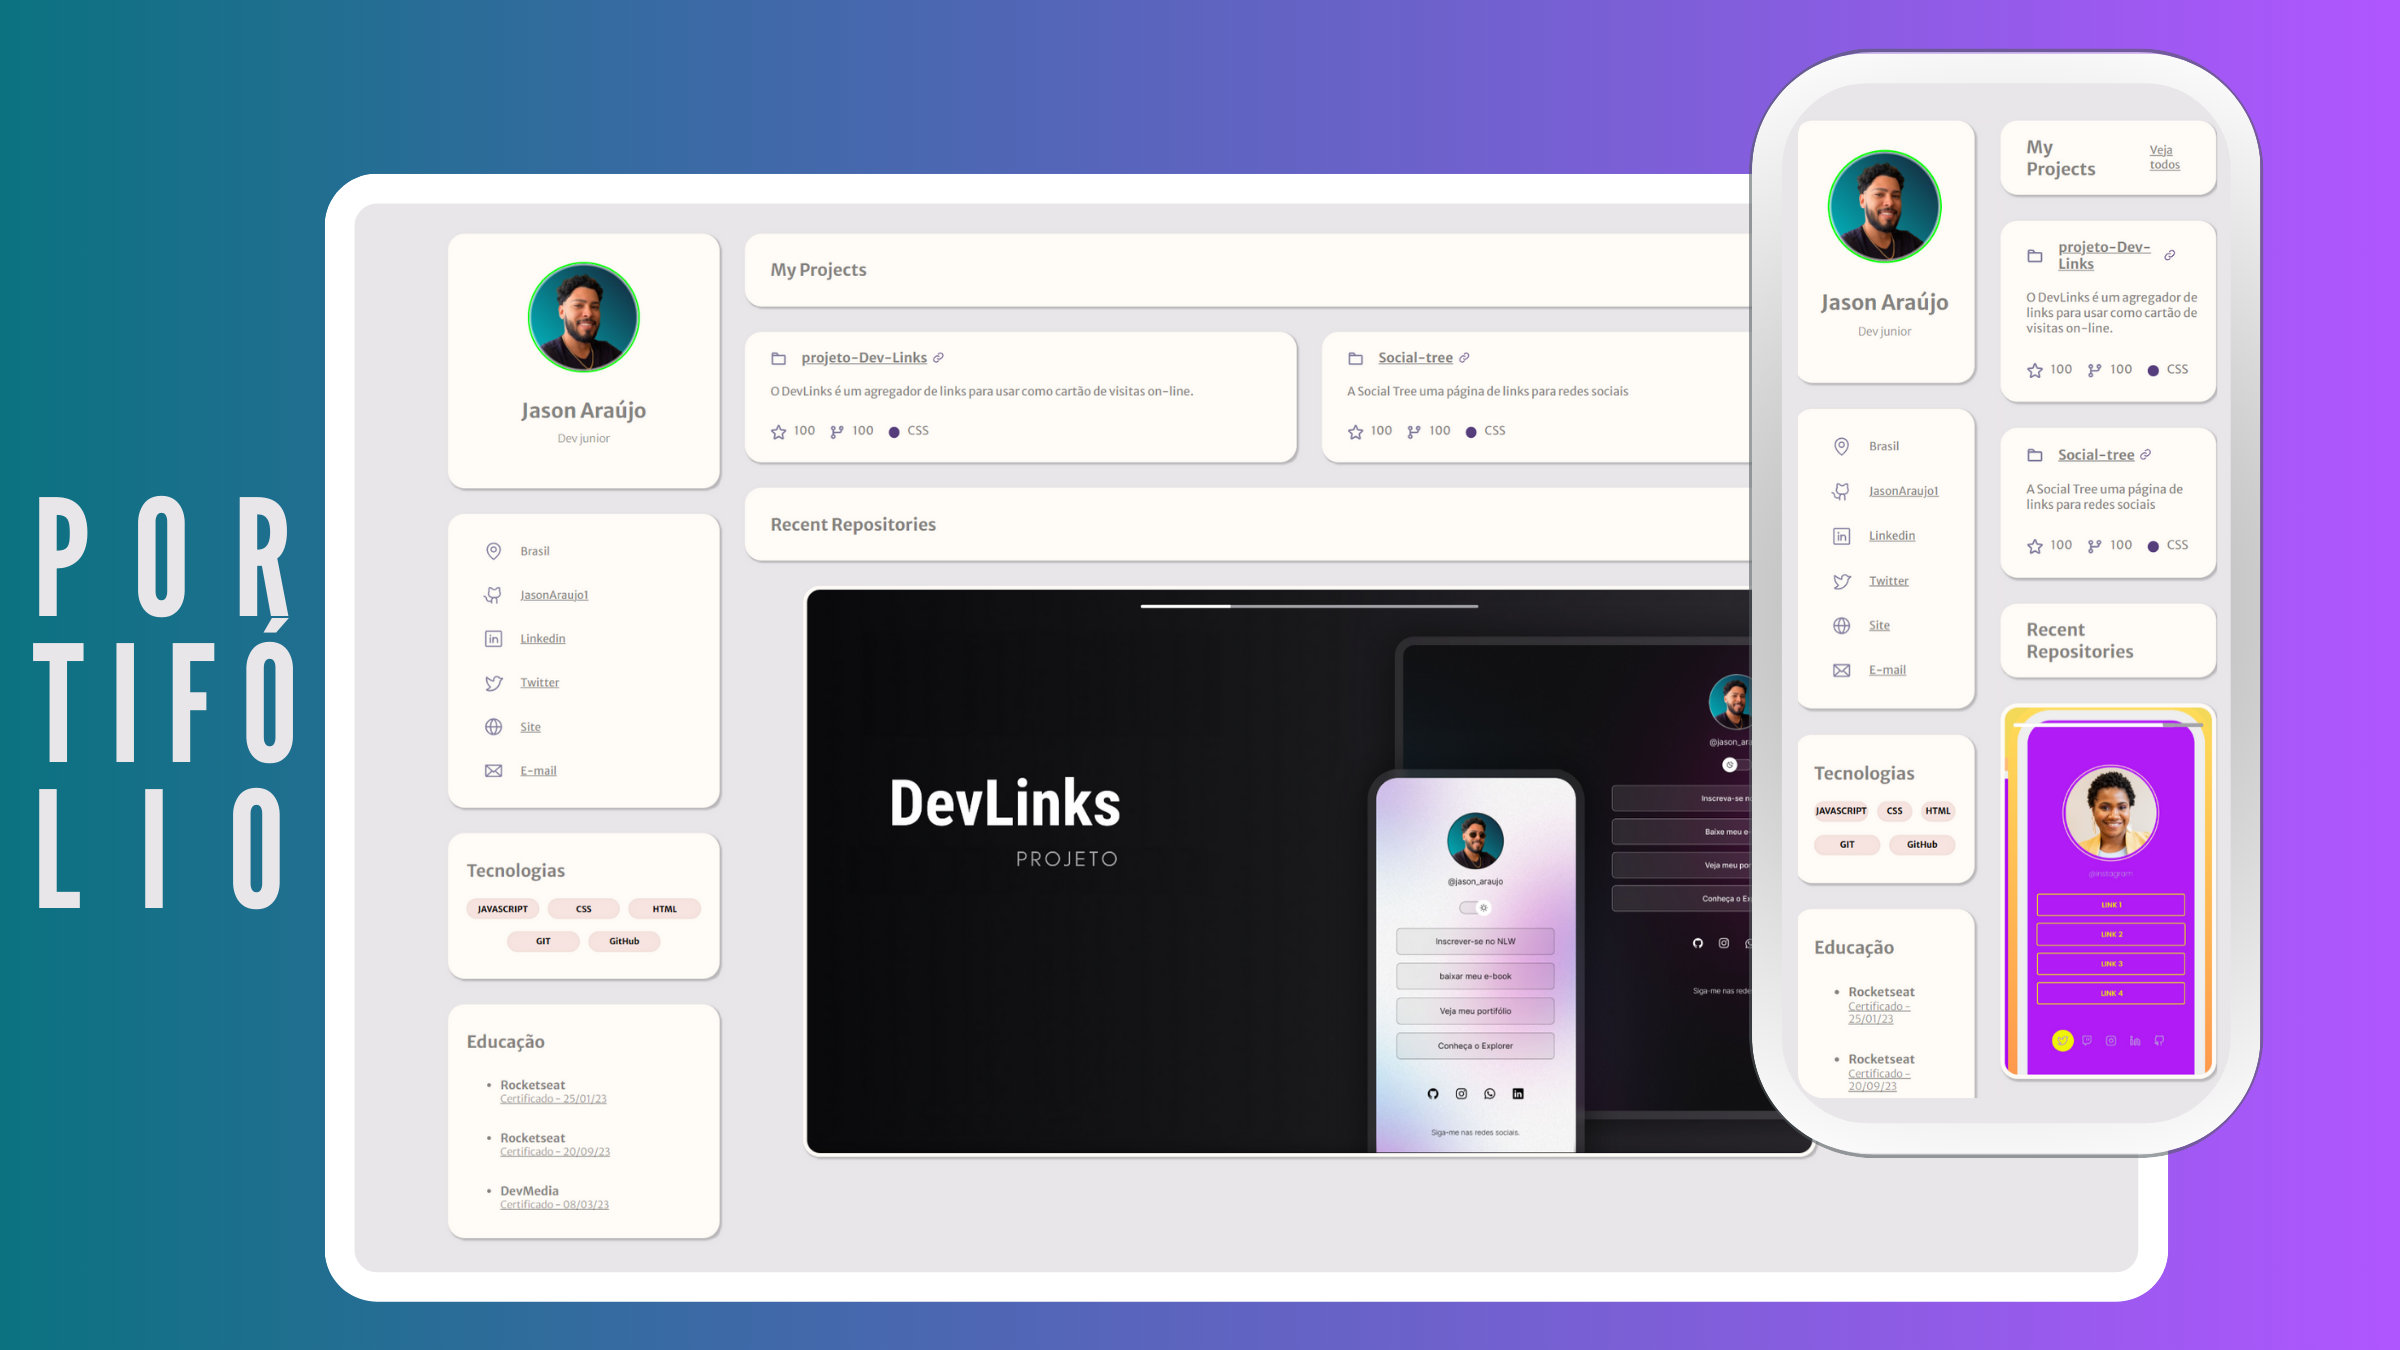 POR
TIFÓ
LIO
Jason Araújo
Dev junior
Brasil
JasonAraujo1
Linkedin
Twitter
Site
E-mail
Tecnologias
JAVASCRIPT CSS HTML
GIT GitHub
Educação
Rocketseat
Certificado - 25/01/23
Rocketseat
Certificado - 20/09/23
DevMedia
Certificado - 08/03/23
My Projects
projeto-Dev-Links
O DevLinks é um agregador de links para usar como cartão de visitas on-line.
100 100 CSS
Social-tree
A Social Tree uma página de links para redes sociais
100 100 CSS
Recent Repositories
DevLinks
PROJETO
@jason_araujo
Inscrever-se no NLW
baixar meu e-book
Veja meu portifólio
Conheça o Explorer
Siga-me nas redes sociais.
@jason_ara
Inscreva-se n
Baixe meu e-
Veja meu por
Conheça o Ex
Siga-me nas rede
Jason Araújo
Dev junior
Brasil
JasonAraujo1
Linkedin
Twitter
Site
E-mail
Tecnologias
JAVASCRIPT CSS HTML
GIT GitHub
Educação
Rocketseat
Certificado -
25/01/23
Rocketseat
Certificado -
20/09/23
My
Projects
Veja
todos
projeto-Dev-
Links
O DevLinks é um agregador de
links para usar como cartão de
visitas on-line.
100 100 CSS
Social-tree
A Social Tree uma página de
links para redes sociais
100 100 CSS
Recent
Repositories
@instagram
LINK 1
LINK 2
LINK 3
LINK 4